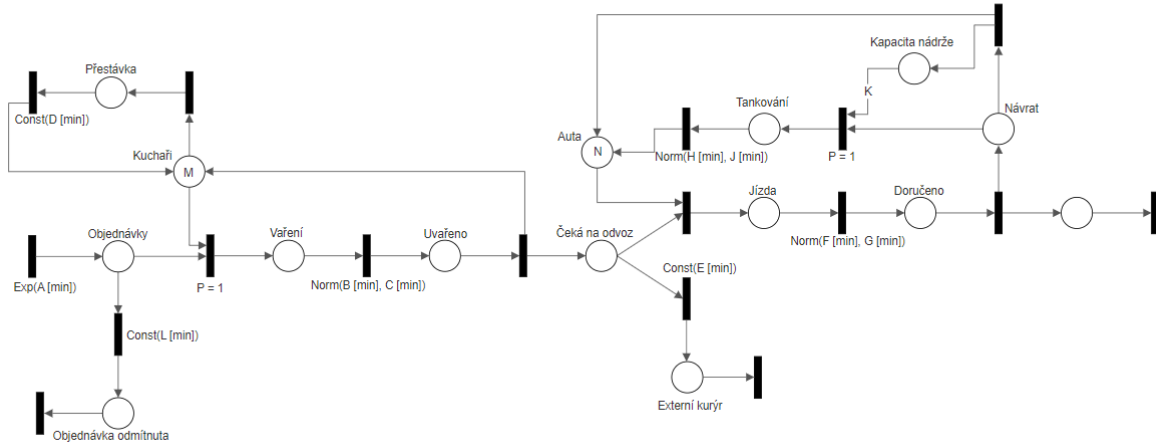 Přestávka
Const(D [min])
Kuchaři
M
Objednávky
Exp(A [min])
P = 1
Vaření
Norm(B [min], C [min])
Uvařeno
Const(L [min])
Objednávka odmítnuta
Čeká na odvoz
Const(E [min])
Externí kurýr
Kapacita nádrže
K
Tankování
Návrat
Auta
N
Norm(H [min], J [min])
P = 1
Jízda
Doručeno
Norm(F [min], G [min])